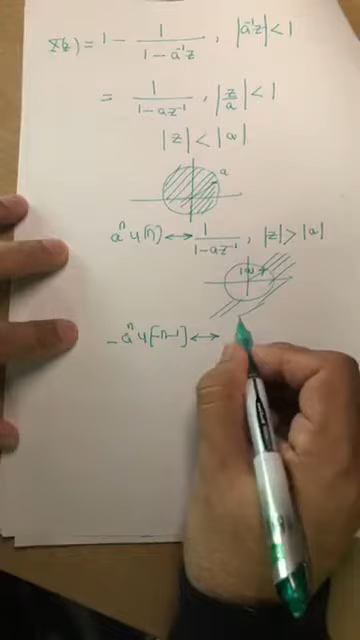 X(z) = 1 - 1/(1 - a⁻¹z) , |a⁻¹z| < 1
= 1/(1 - az⁻¹) , |z/a| < 1
|z| < |a|
a
aⁿ u[n] ↔ 1/(1 - az⁻¹) , |z| > |a|
|a|
- aⁿ u[-n-1] ↔